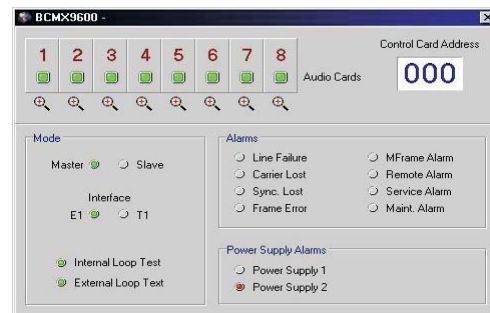 BCMX9600 -
1 2 3 4 5 6 7 8
Audio Cards
Control Card Address
000
Mode
Master Slave
Interface
E1 T1
Internal Loop Test
External Loop Text
Alarms
Line Failure
Carrier Lost
Sync. Lost
Frame Error
MFrame Alarm
Remote Alarm
Service Alarm
Maint. Alarm
Power Supply Alarms
Power Supply 1
Power Supply 2